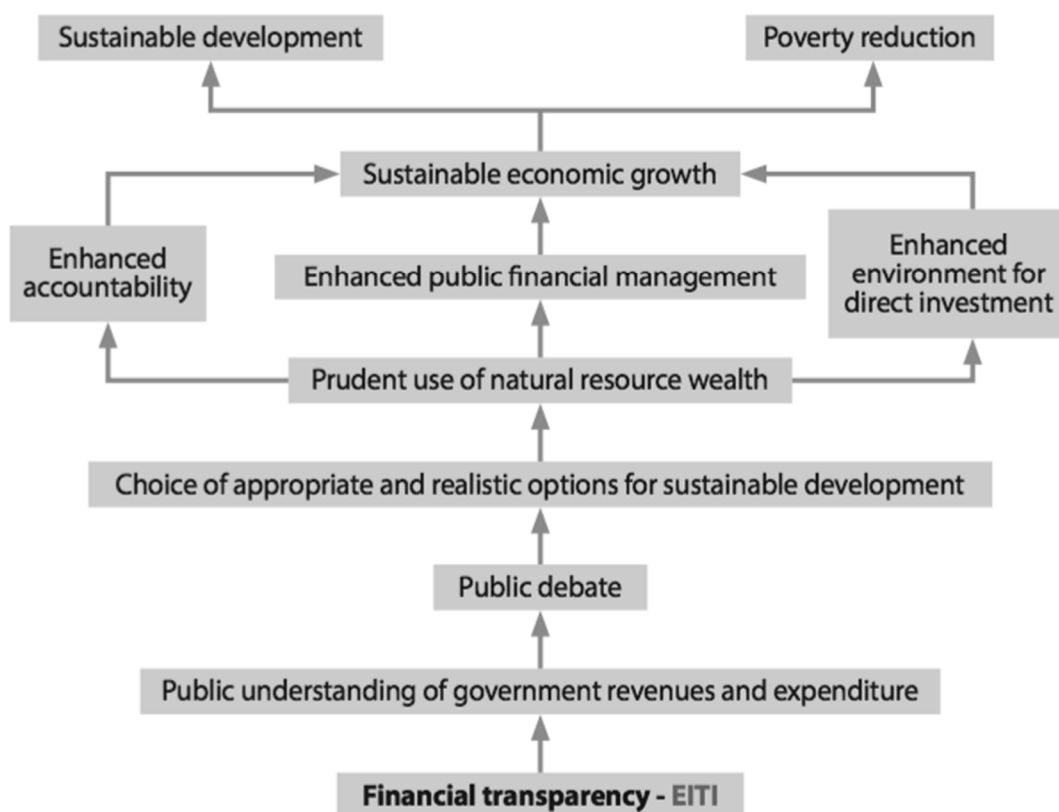 Sustainable development
Poverty reduction
Sustainable economic growth
Enhanced
accountability
Enhanced public financial management
Enhanced
environment for
direct investment
Prudent use of natural resource wealth
Choice of appropriate and realistic options for sustainable development
Public debate
Public understanding of government revenues and expenditure
Financial transparency - EITI